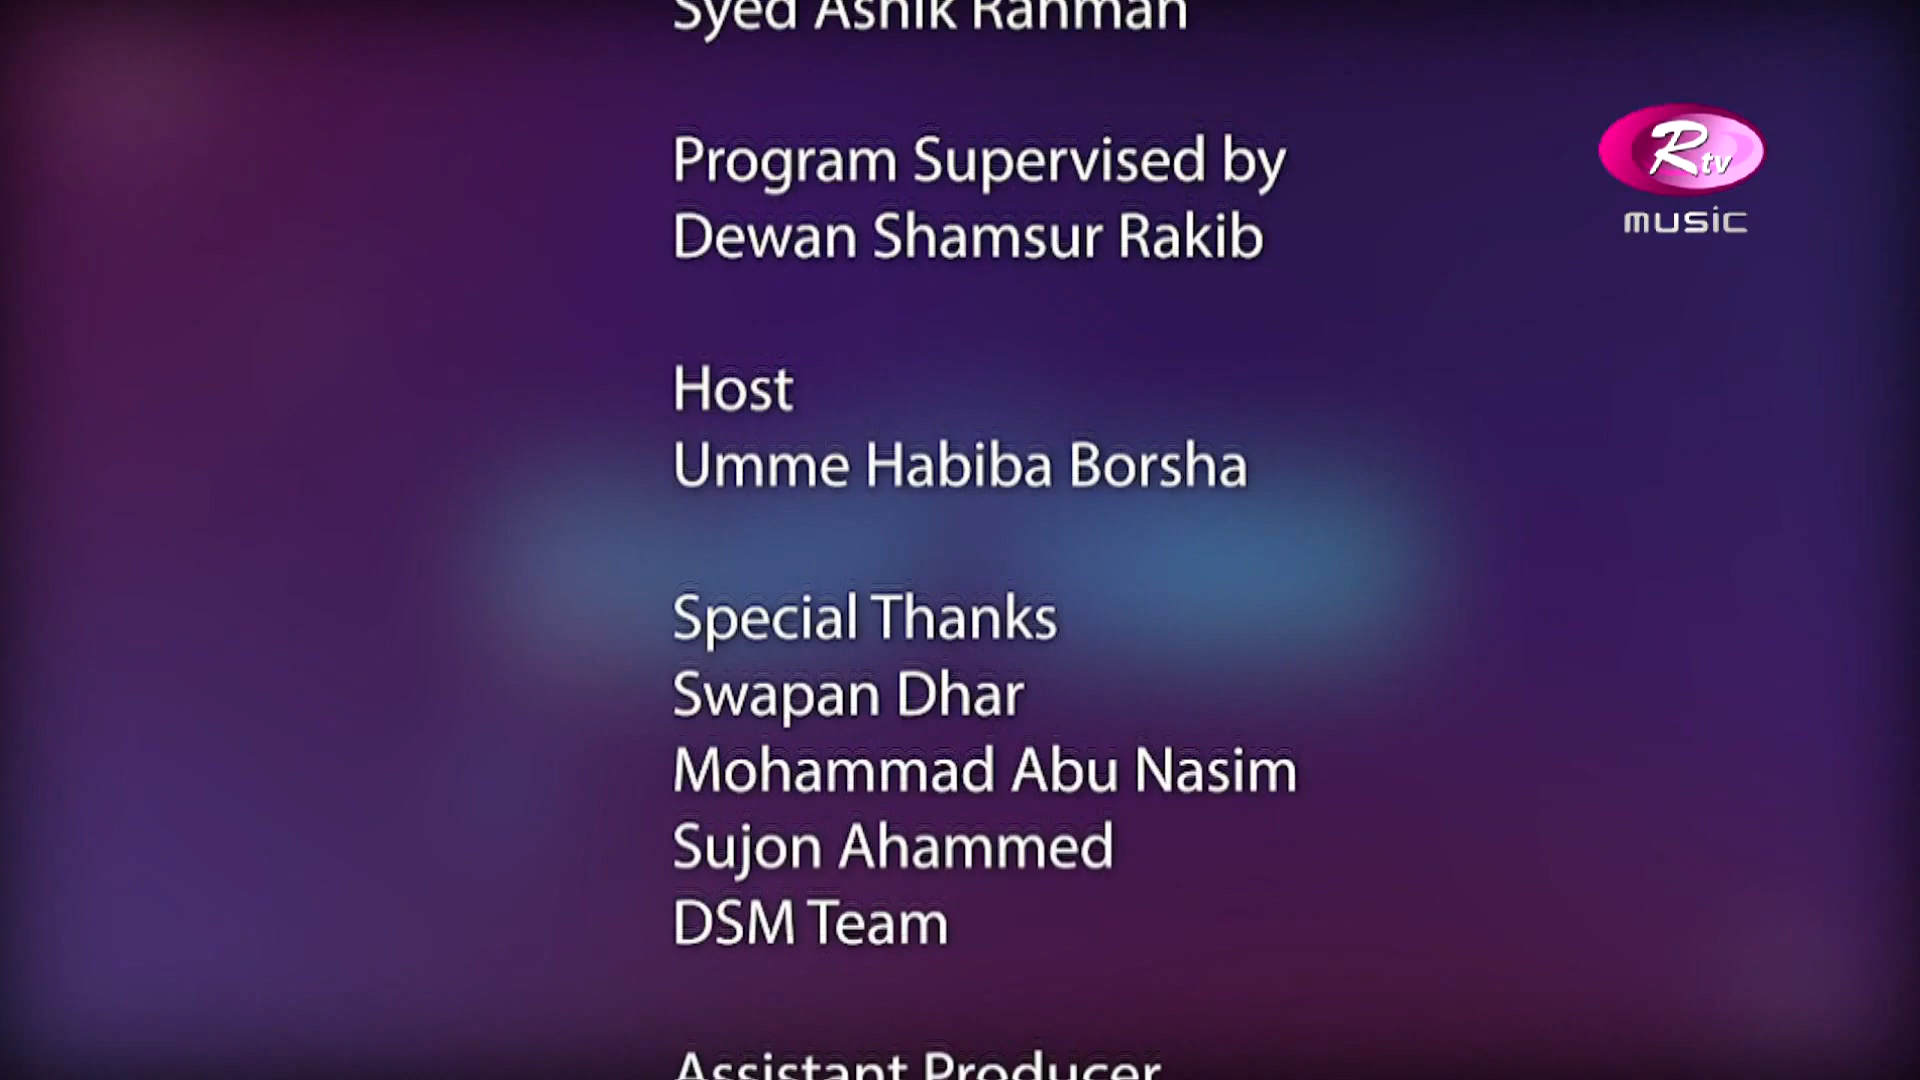 Syed Ashik Rahman
Program Supervised by
Dewan Shamsur Rakib
Rtv
music
Host
Umme Habiba Borsha
Special Thanks
Swapan Dhar
Mohammad Abu Nasim
Sujon Ahammed
DSM Team
Assistant Producer